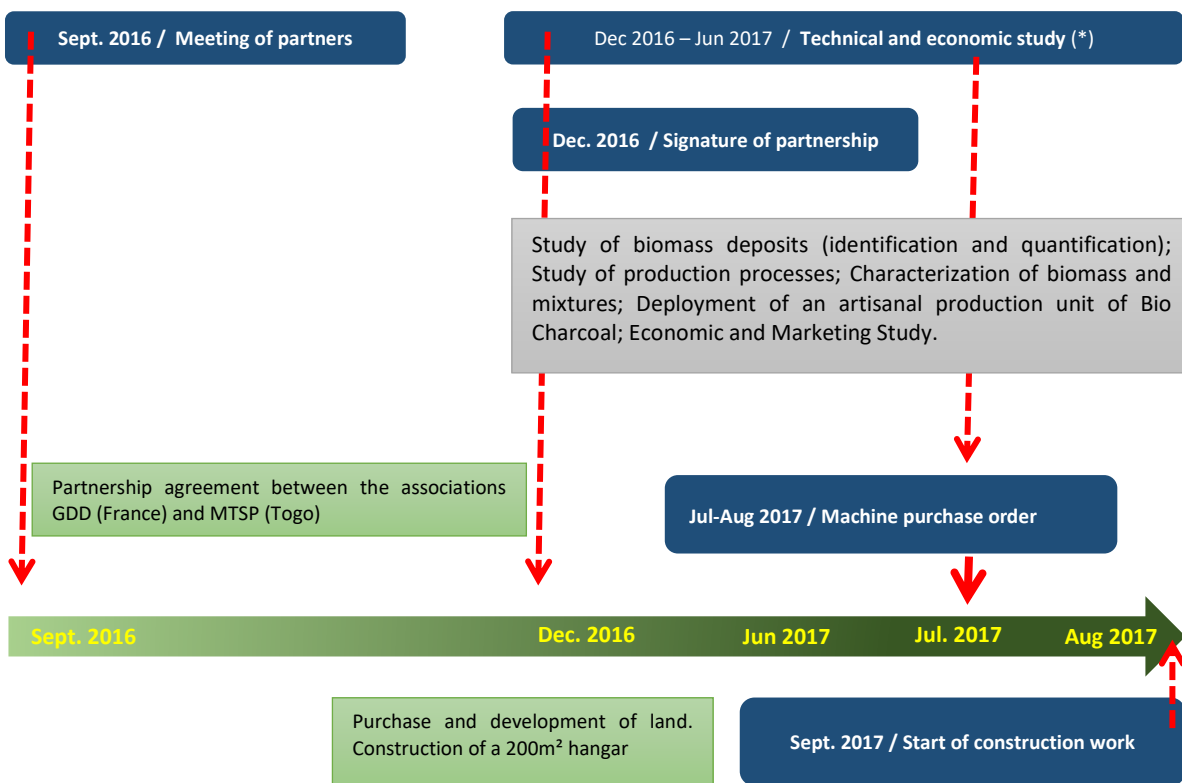 Sept. 2016 / Meeting of partners
Dec 2016 – Jun 2017 / Technical and economic study (*)
Dec. 2016 / Signature of partnership
Study of biomass deposits (identification and quantification);
Study of production processes; Characterization of biomass and
mixtures; Deployment of an artisanal production unit of Bio
Charcoal; Economic and Marketing Study.
Partnership agreement between the associations
GDD (France) and MTSP (Togo)
Jul-Aug 2017 / Machine purchase order
Sept. 2016
Dec. 2016
Jun 2017
Jul. 2017
Aug 2017
Purchase and development of land.
Construction of a 200m² hangar
Sept. 2017 / Start of construction work